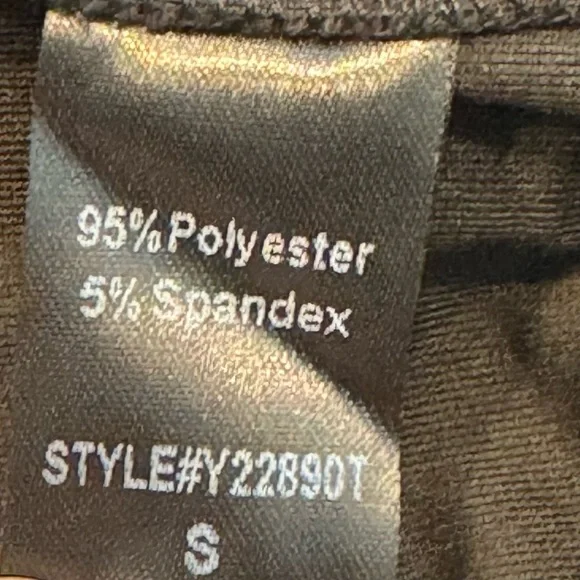 95%Polyester
5% Spandex
STYLE#Y22890T
S